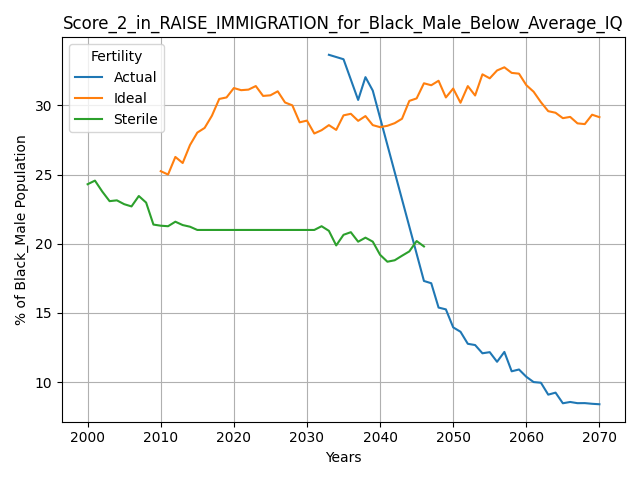 Score_2_in_RAISE_IMMIGRATION_for_Black_Male_Below_Average_IQ
Fertility
Actual
Ideal
Sterile
% of Black_Male Population
30
25
20
15
10
2000 2010 2020 2030 2040 2050 2060 2070
Years